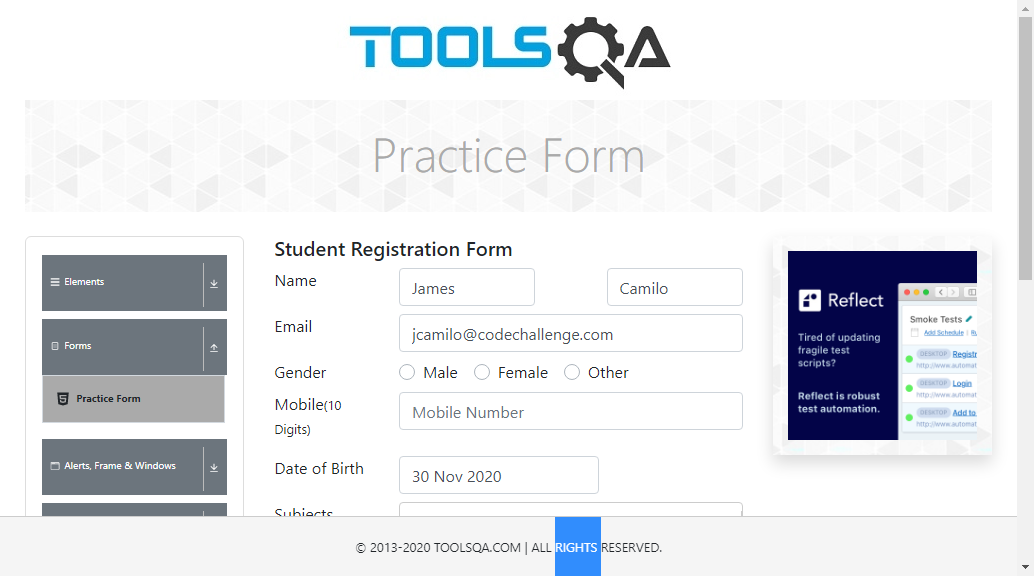 TOOLSQA
Practice Form
Elements
Forms
Practice Form
Alerts, Frame & Windows
Student Registration Form
Name
James
Camilo
Email
jcamilo@codechallenge.com
Gender
Male
Female
Other
Mobile(10
Digits)
Mobile Number
Date of Birth
30 Nov 2020
Subjects
Reflect
Tired of updating
fragile test
scripts?
Reflect is robust
test automation.
Smoke Tests
Add Schedule
DESKTOP Registr
http://www.automat
DESKTOP Login
http://www.automat
DESKTOP Add to
http://www.automat
© 2013-2020 TOOLSQA.COM | ALL RIGHTS RESERVED.